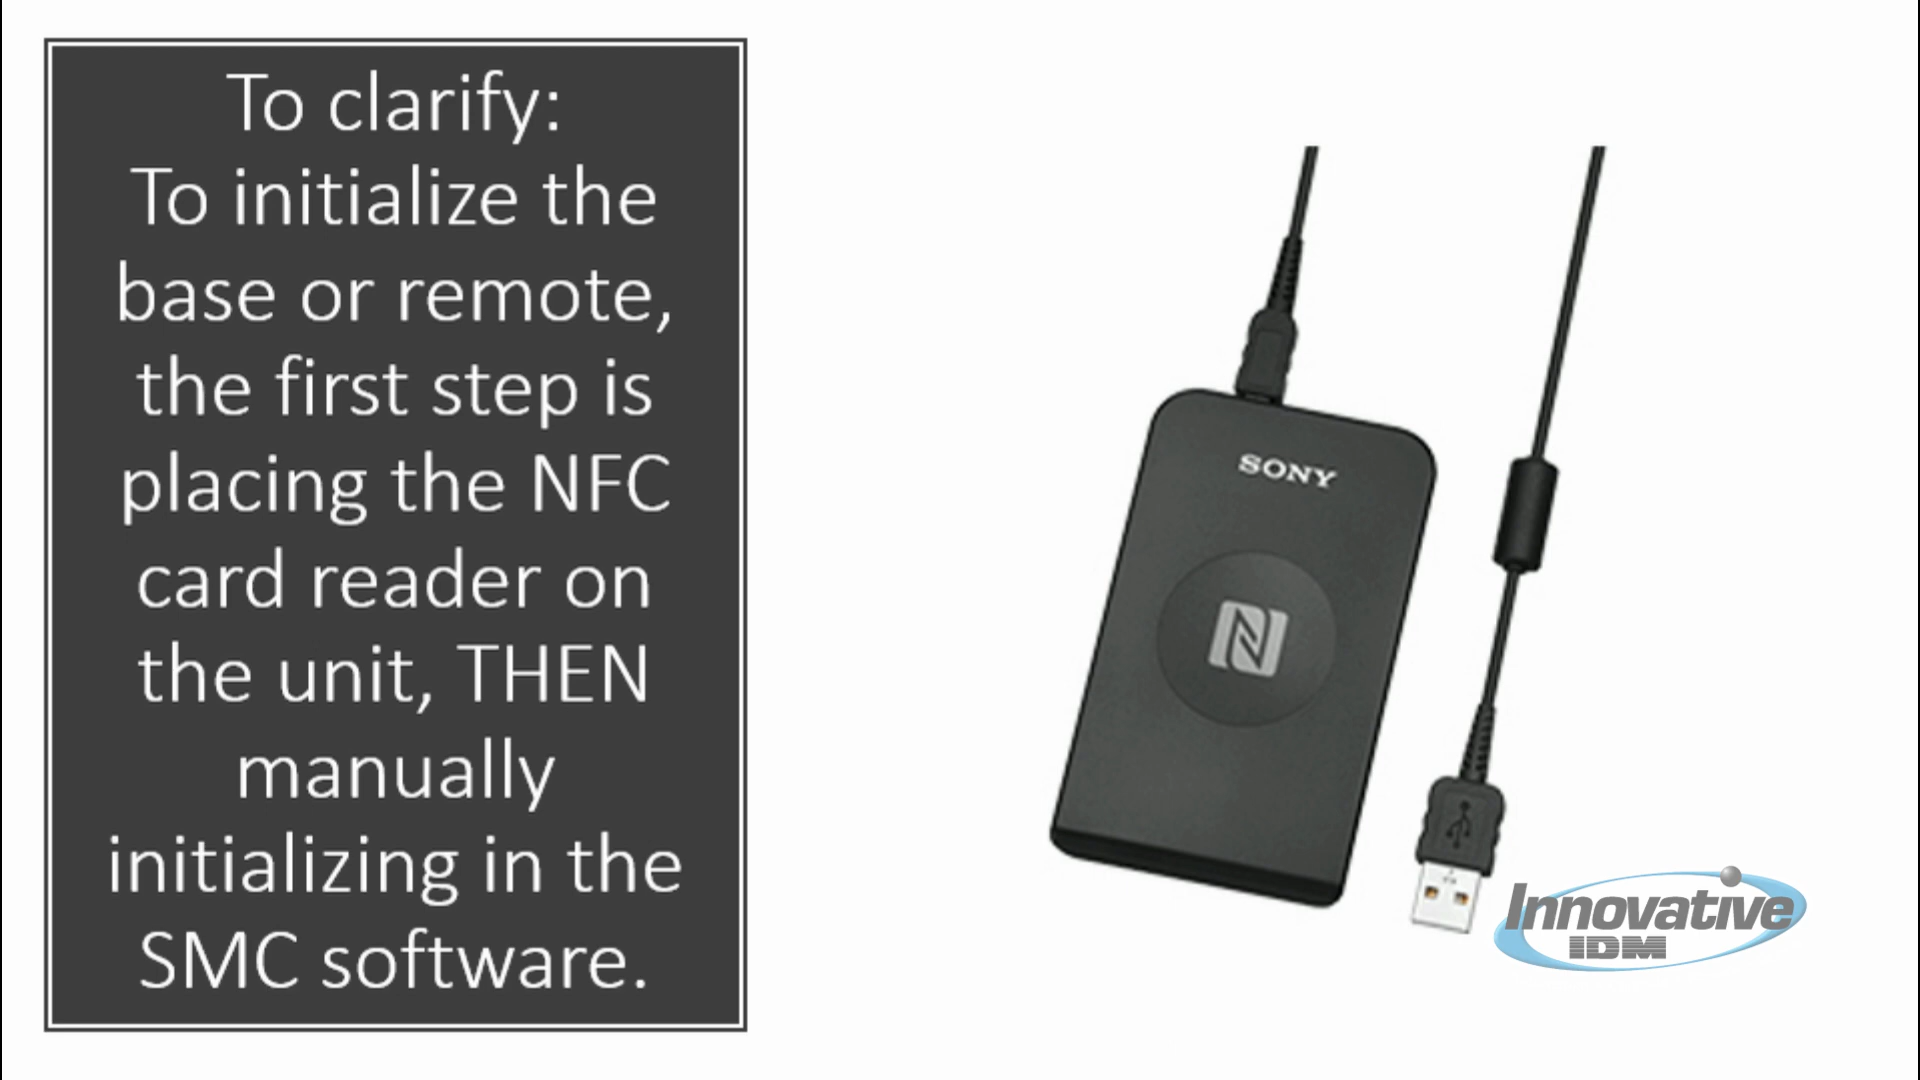 To clarify:
To initialize the
base or remote,
the first step is
placing the NFC
card reader on
the unit, THEN
manually
initializing in the
SMC software.
SONY
Innovative
IDM